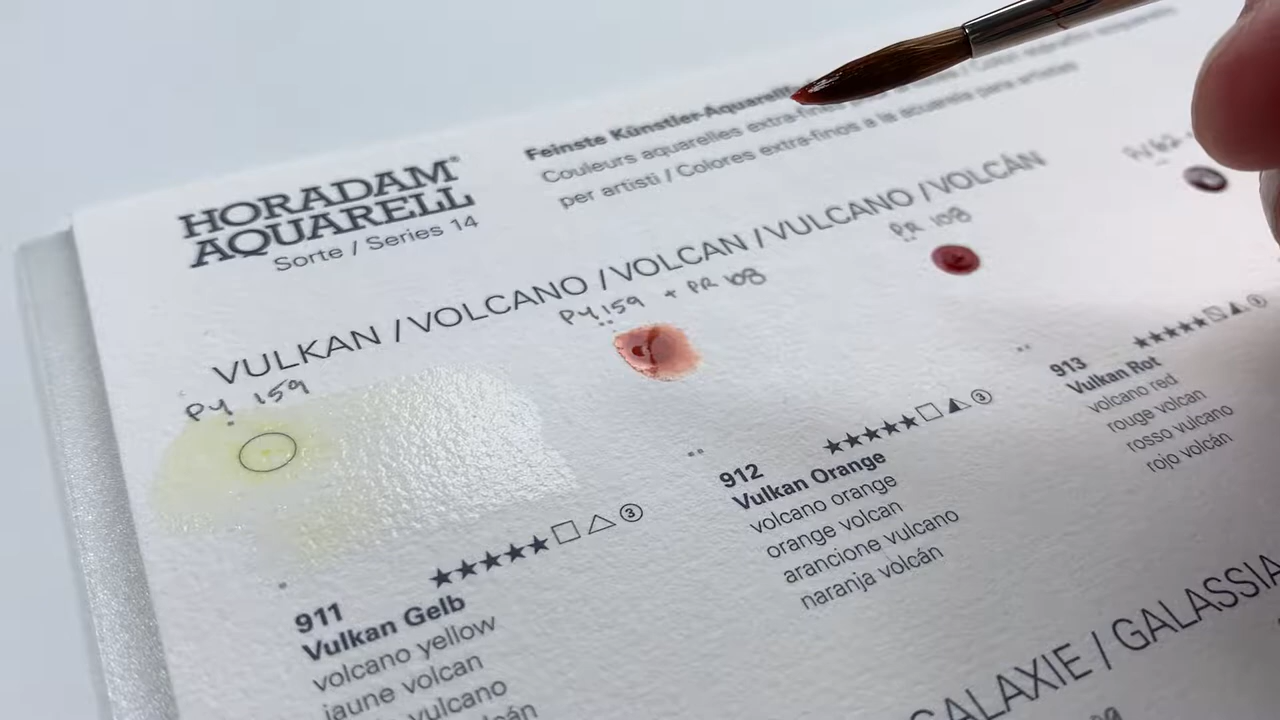 HORADAM®
AQUARELL
Sorte / Series 14
Feinste Künstler-Aquarell
Couleurs aquarelles extra-fines
per artisti / Colores extra-finos a la acuarela para artistas
VULKAN / VOLCANO / VOLCAN / VULCANO / VOLCÁN
PY 159
PY 159 + PR 108
PR 108
★★★★★□△③
911
Vulkan Gelb
volcano yellow
jaune volcan
vulcano
★★★★★□③
912
Vulkan Orange
volcano orange
orange volcan
arancione vulcano
naranja volcán
★★★★★
913
Vulkan Rot
volcano red
rouge volcan
rosso vulcano
rojo volcán
GALAXIE / GALASSIA